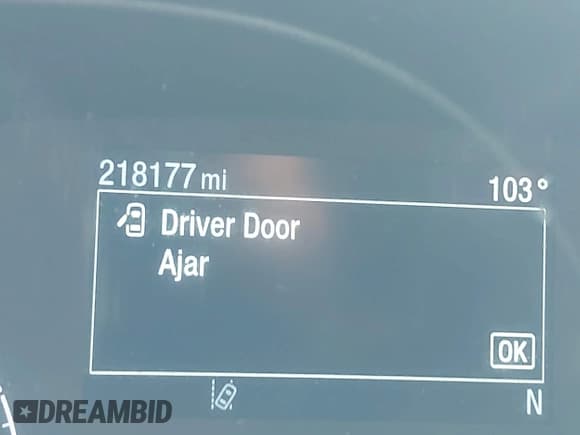 218177 mi 103°
Driver Door
Ajar
OK
N
DREAMBID